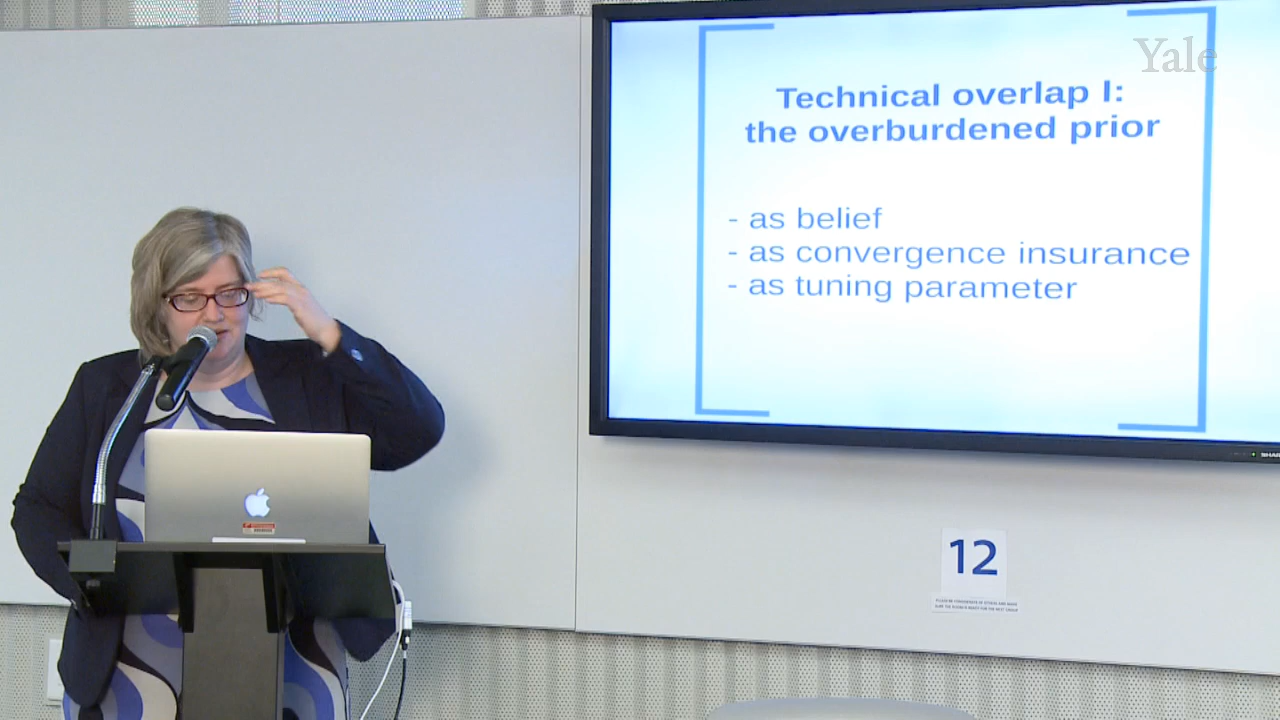 Yale
Technical overlap I:
the overburdened prior
- as belief
- as convergence insurance
- as tuning parameter
12